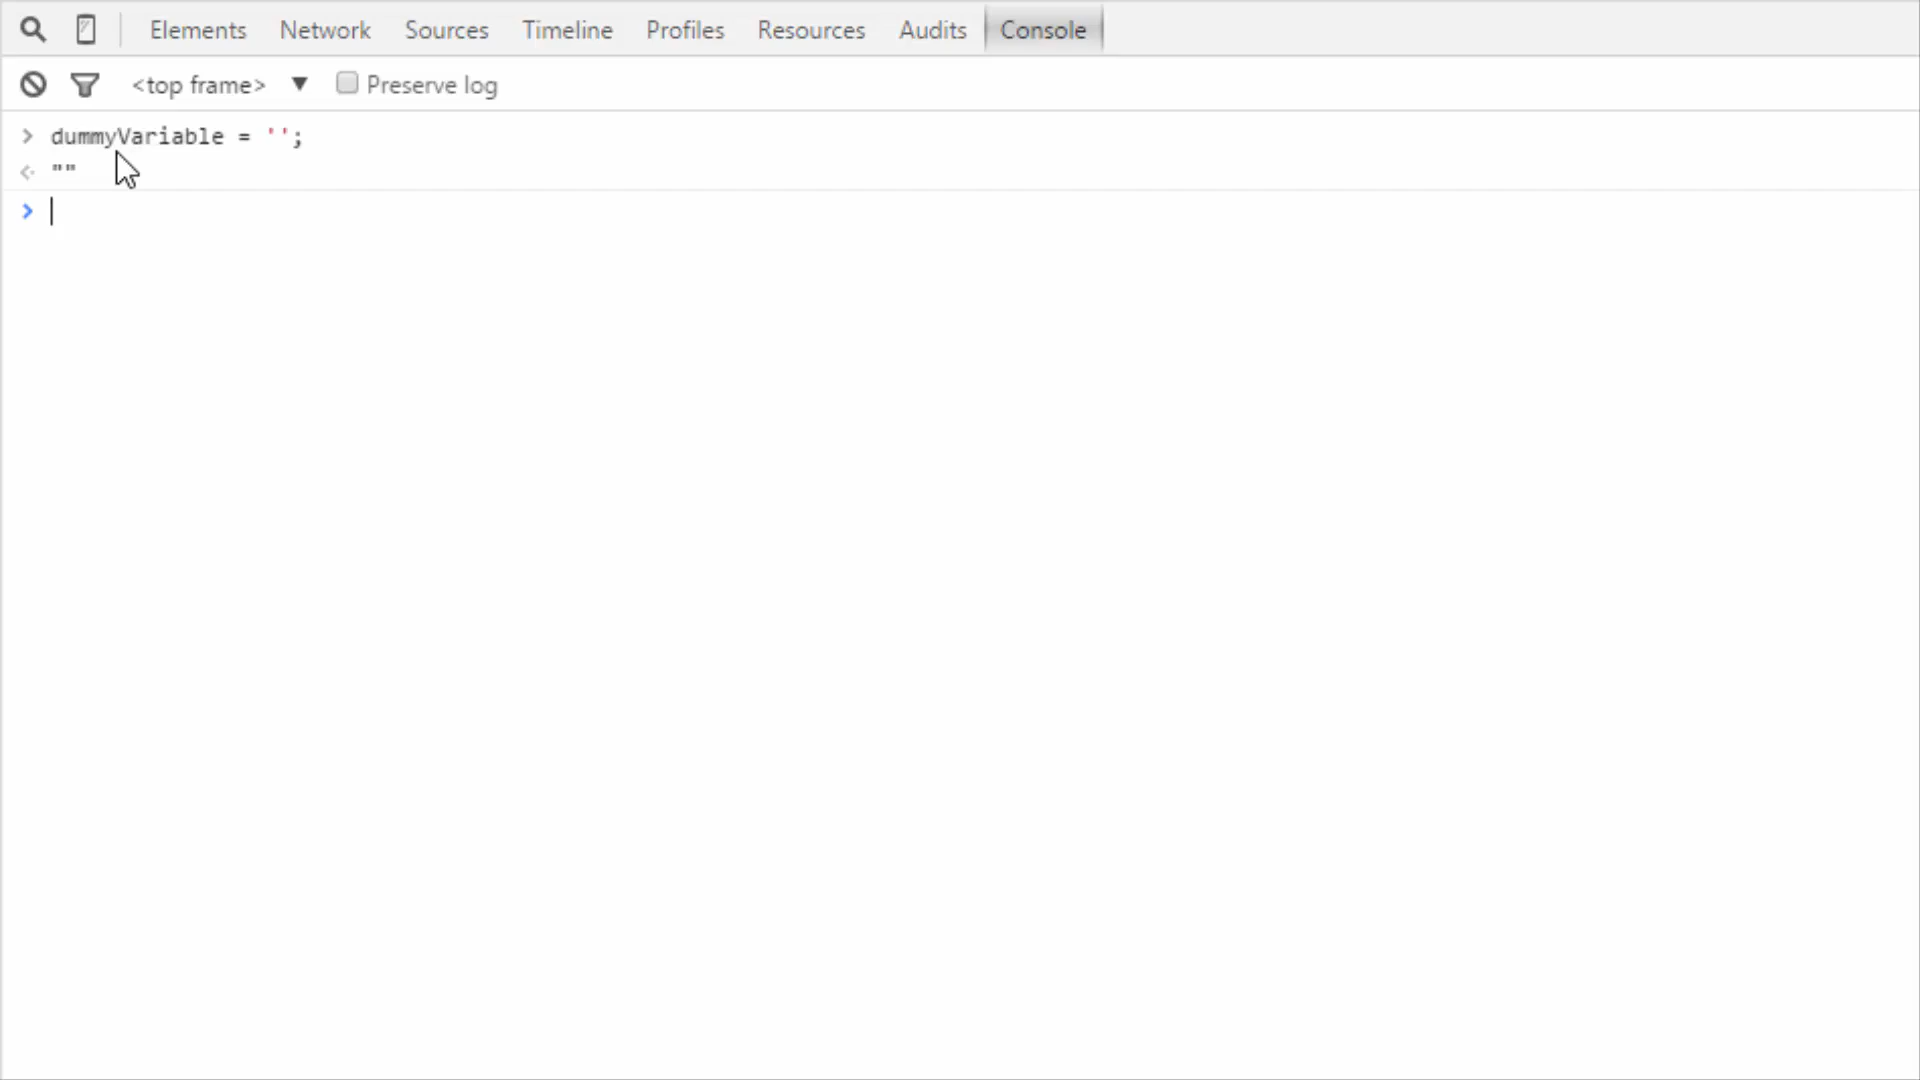 Elements Network Sources Timeline Profiles Resources Audits Console
<top frame> ▼ Preserve log
> dummyVariable = '';
<· ""
>